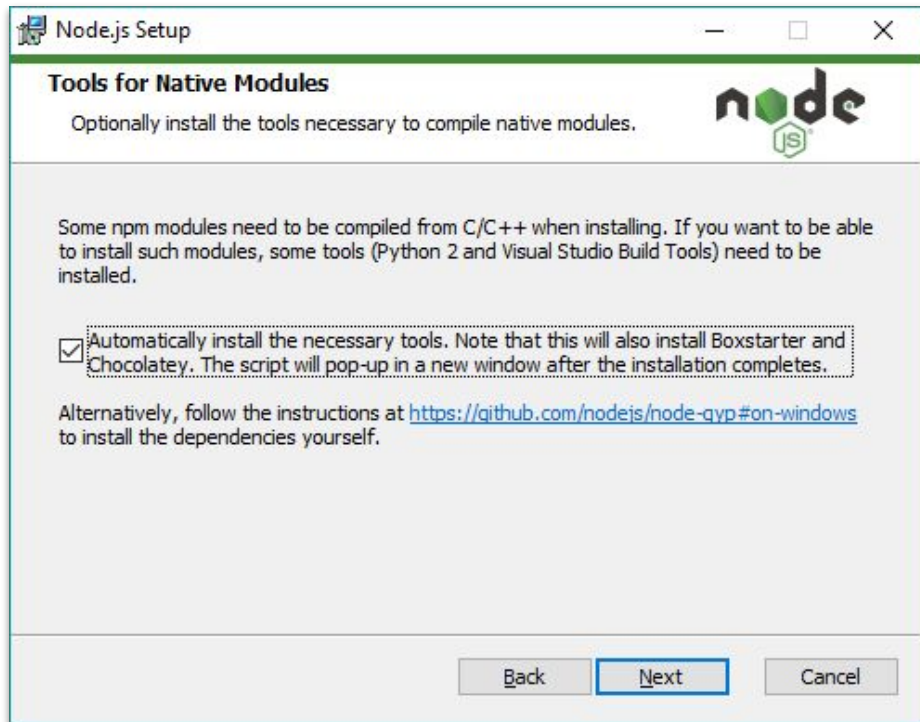 Node.js Setup
Tools for Native Modules
Optionally install the tools necessary to compile native modules.
node
JS
Some npm modules need to be compiled from C/C++ when installing. If you want to be able
to install such modules, some tools (Python 2 and Visual Studio Build Tools) need to be
installed.
Automatically install the necessary tools. Note that this will also install Boxstarter and
Chocolatey. The script will pop-up in a new window after the installation completes.
Alternatively, follow the instructions at https://github.com/nodejs/node-gyp#on-windows
to install the dependencies yourself.
Back
Next
Cancel